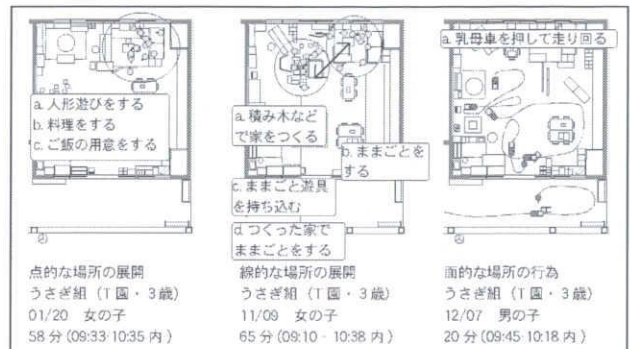 a. 人形遊びをする
b. 料理をする
c. ご飯の用意をする
点的な場所の展開
うさぎ組（T園・3歳）
01/20 女の子
58分（09:33-10:35内）
a. 積み木など
で家をつくる
b. ままごとを
する
c. ままごと遊具
を持ち込む
d. つくった家で
ままごとをする
線的な場所の展開
うさぎ組（T園・3歳）
11/09 女の子
65分（09:10 - 10:38内）
a. 乳母車を押して走り回る
面的な場所の行為
うさぎ組（T園・3歳）
12/07 男の子
20分（09:45-10:18内）